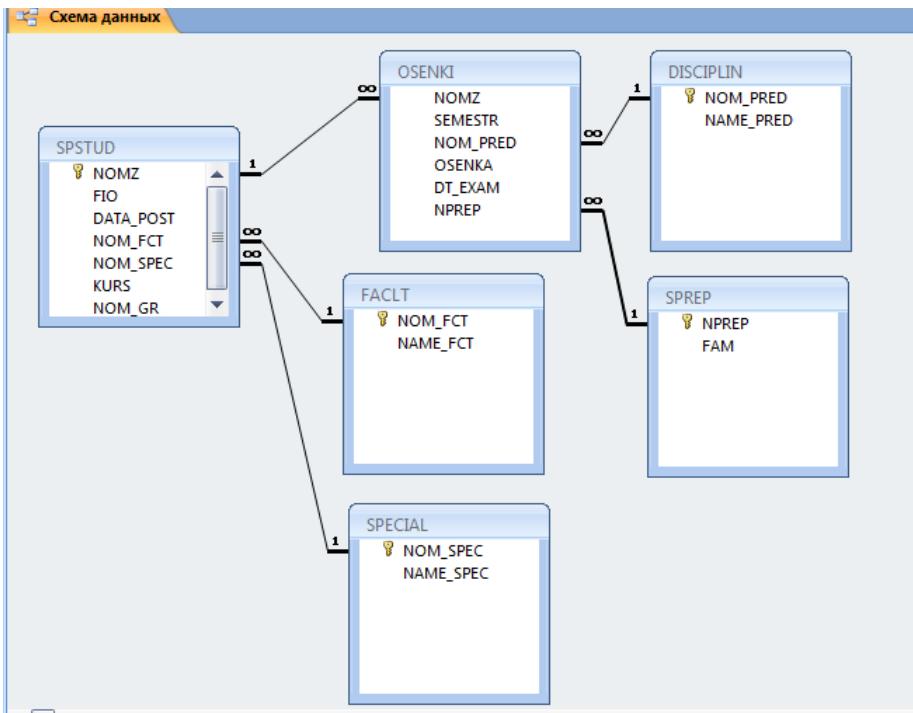 Схема данных
SPSTUD
NOMZ
FIO
DATA_POST
NOM_FCT
NOM_SPEC
KURS
NOM_GR
OSENKI
NOMZ
SEMESTR
NOM_PRED
OSENKA
DT_EXAM
NPREP
DISCIPLIN
NOM_PRED
NAME_PRED
FACLT
NOM_FCT
NAME_FCT
SPREP
NPREP
FAM
SPECIAL
NOM_SPEC
NAME_SPEC
1
∞
∞
∞
∞
1
∞
1
1
1